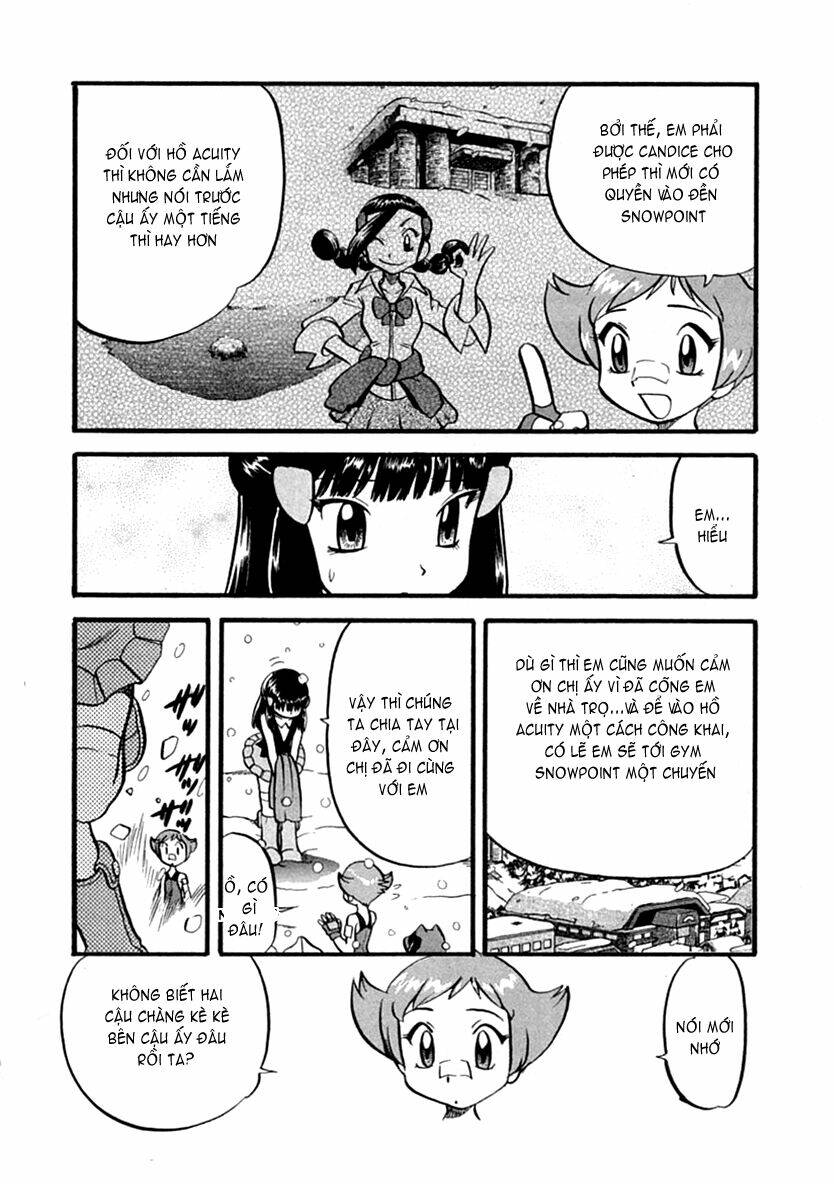 BỞI THẾ, EM PHẢI
ĐƯỢC CANDICE CHO
PHÉP THÌ MỚI CÓ
QUYỀN VÀO ĐỀN
SNOWPOINT
ĐỐI VỚI HỒ ACUITY
THÌ KHÔNG CẦN LẮM
NHƯNG NÓI TRƯỚC
CẬU ẤY MỘT TIẾNG
THÌ HAY HƠN
EM...
HIỂU
DÙ GÌ THÌ EM CŨNG MUỐN CẢM
ƠN CHỊ ẤY VÌ ĐÃ CÕNG EM
VỀ NHÀ TRỌ...VÀ ĐỂ VÀO HỒ
ACUITY MỘT CÁCH CÔNG KHAI,
CÓ LẼ EM SẼ TỚI GYM
SNOWPOINT MỘT CHUYẾN
VẬY THÌ CHÚNG
TA CHIA TAY TẠI
ĐÂY, CẢM ƠN
CHỊ ĐÃ ĐI CÙNG
VỚI EM
Ồ, CÓ
GÌ
ĐÂU!
NÓI MỚI
NHỚ
KHÔNG BIẾT HAI
CẬU CHÀNG KÈ KÈ
BÊN CẬU ẤY ĐÂU
RỒI TA?